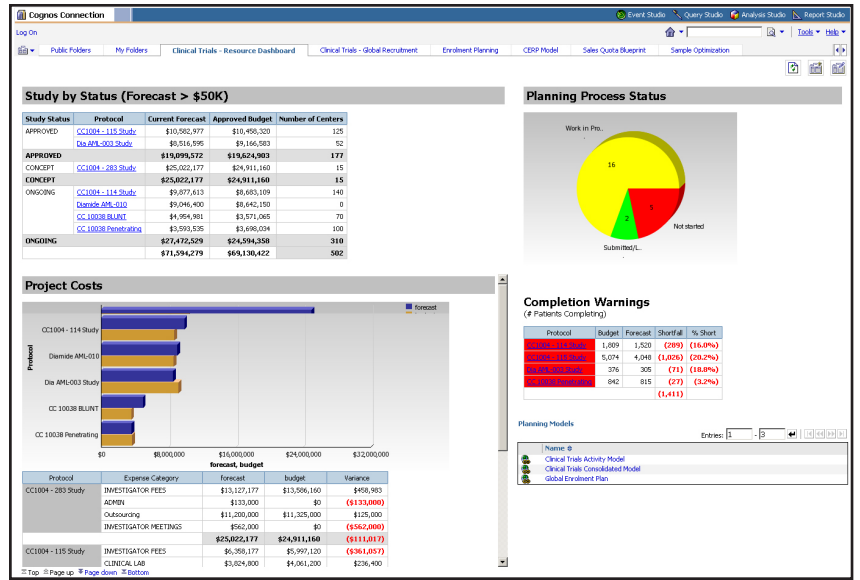 Cognos Connection
Event Studio Query Studio Analysis Studio Report Studio
Log On
Tools Help
Public Folders My Folders Clinical Trials - Resource Dashboard Clinical Trials - Global Recruitment Enrolment Planning CERP Model Sales Quota Blueprint Sample Optimization
Study by Status (Forecast > $50K)
Study Status Protocol Current Forecast Approved Budget Number of Centers
APPROVED CC1004 - 115 Study $10,582,977 $10,458,320 125
Dia AML-003 Study $8,516,595 $9,166,583 52
APPROVED $19,099,572 $19,624,903 177
CONCEPT CC1004 - 283 Study $25,022,177 $24,911,160 15
CONCEPT $25,022,177 $24,911,160 15
ONGOING CC1004 - 114 Study $9,877,613 $8,683,109 140
Diamide AML-010 $9,046,400 $8,642,150 0
CC 10038 BLUNT $4,954,981 $3,571,065 70
CC 10038 Penetrating $3,593,535 $3,698,034 100
ONGOING $27,472,529 $24,594,358 310
$71,594,279 $69,130,422 502
Planning Process Status
Work in Pro..
.
16
5
2
Not started
Submitted/L..
.
Project Costs
forecast
Protocol
CC1004 - 114 Study
Diamide AML-010
Dia AML-003 Study
CC 10038 BLUNT
CC 10038 Penetrating
$0 $8,000,000 $16,000,000 $24,000,000 $32,000,000
forecast, budget
Protocol Expense Category forecast budget Variance
CC1004 - 283 Study INVESTIGATOR FEES $13,127,177 $13,586,160 $458,983
ADMIN $133,000 $0 ($133,000)
Outsourcing $11,200,000 $11,325,000 $125,000
INVESTIGATOR MEETINGS $562,000 $0 ($562,000)
$25,022,177 $24,911,160 ($111,017)
CC1004 - 115 Study INVESTIGATOR FEES $6,358,177 $5,997,120 ($361,057)
CLINICAL LAB $3,824,800 $4,061,200 $236,400
Top Page up Page down Bottom
Completion Warnings
(# Patients Completing)
Protocol Budget Forecast Shortfall % Short
CC1004 - 114 Study 1,809 1,520 (289) (16.0%)
CC1004 - 115 Study 5,074 4,048 (1,026) (20.2%)
Dia AML-003 Study 376 305 (71) (18.8%)
CC 10038 Penetrating 842 815 (27) (3.2%)
(1,411)
Planning Models
Entries: 1 - 3
Name
Clinical Trials Activity Model
Clinical Trials Consolidated Model
Global Enrolment Plan